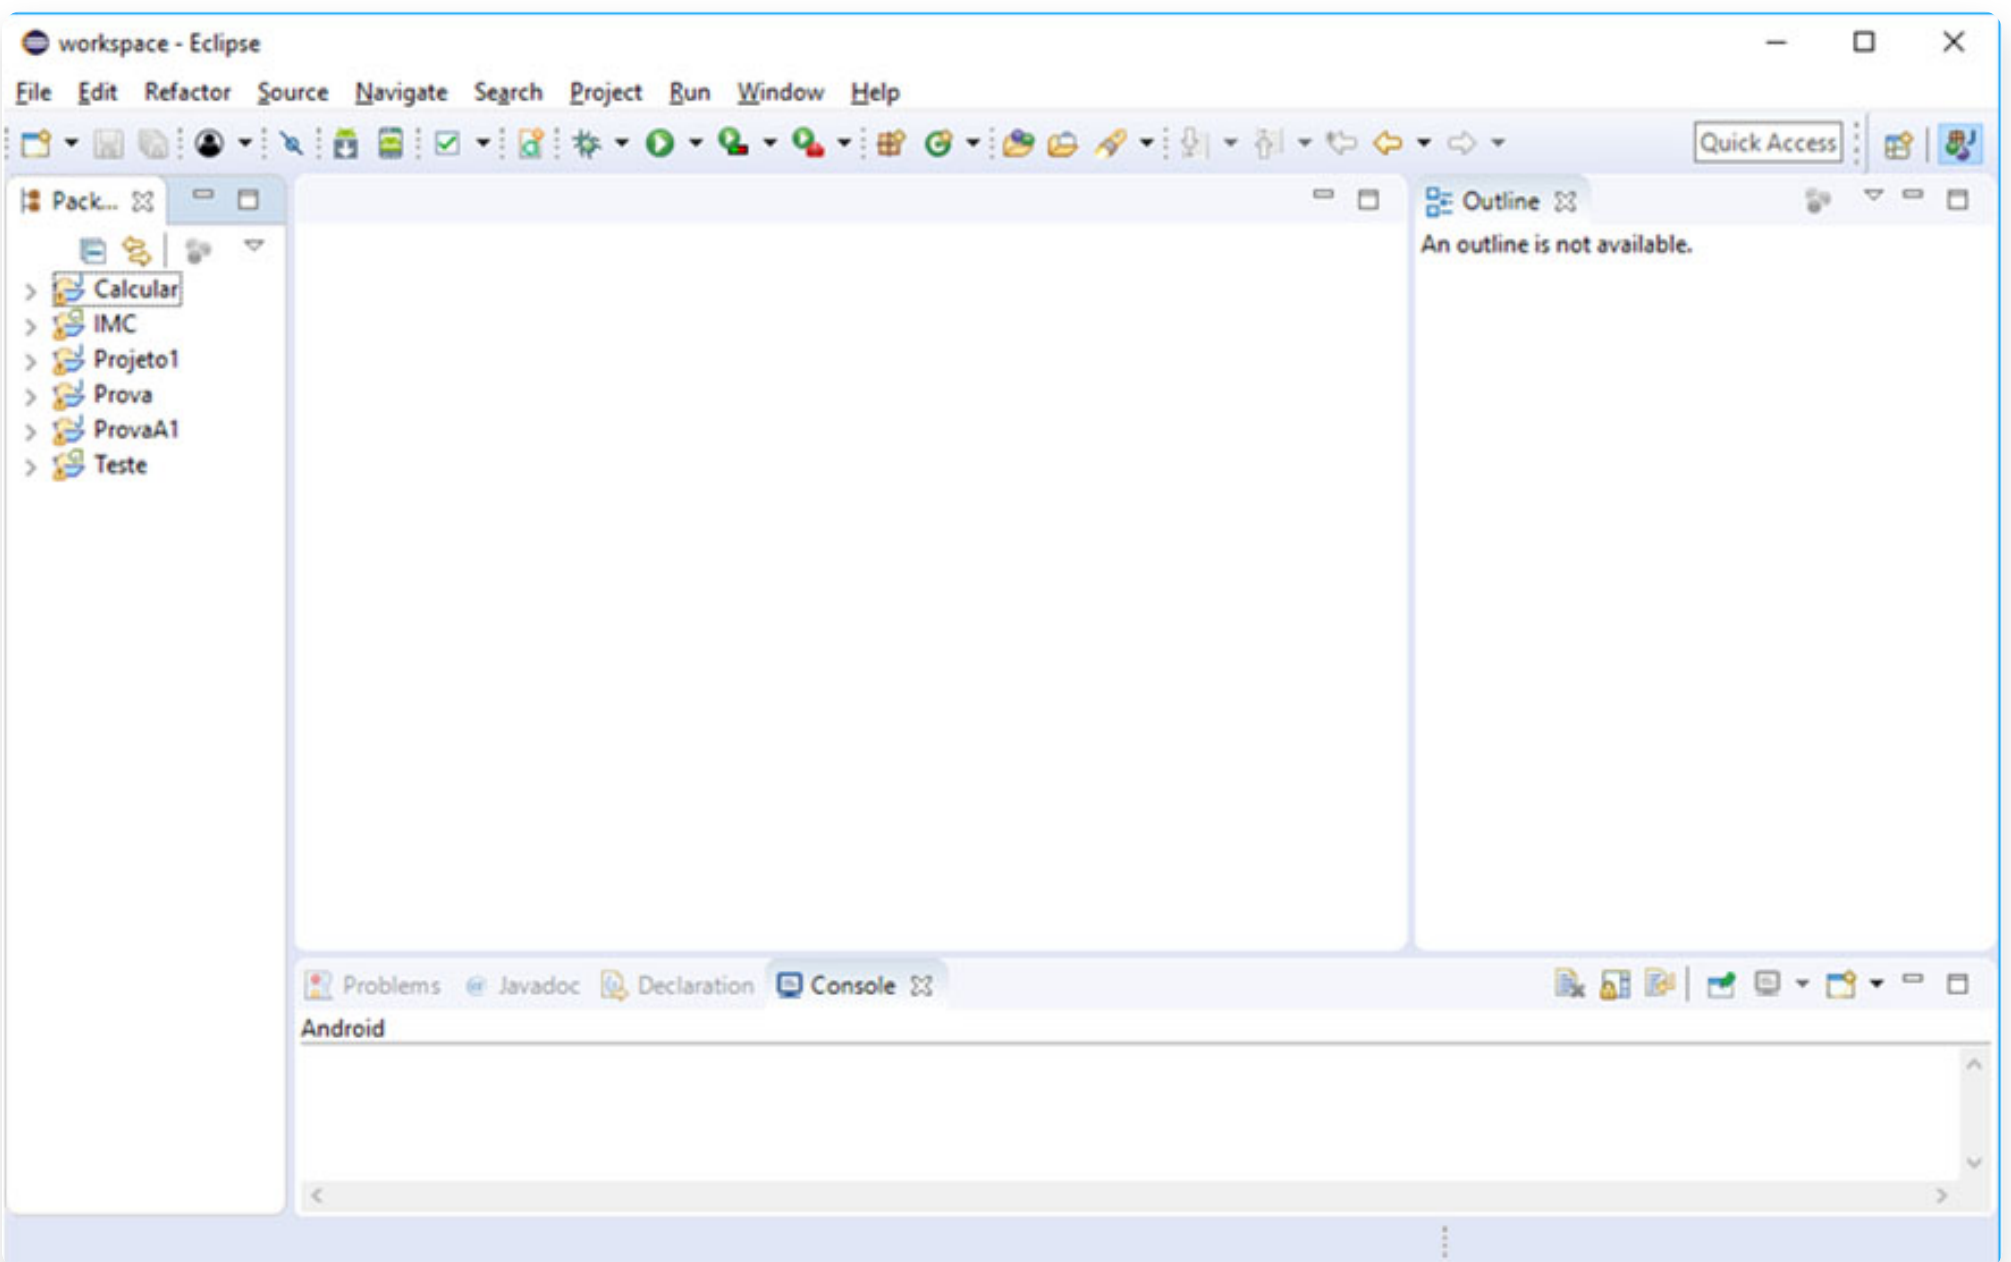 workspace - Eclipse
File Edit Refactor Source Navigate Search Project Run Window Help
Quick Access
Pack...
Calcular
IMC
Projeto1
Prova
ProvaA1
Teste
Outline
An outline is not available.
Problems Javadoc Declaration Console
Android